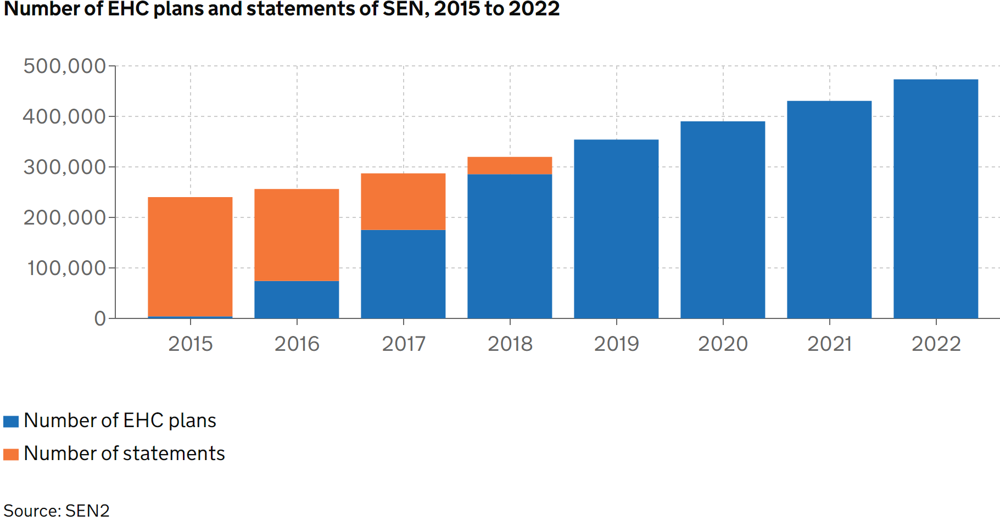 Number of EHC plans and statements of SEN, 2015 to 2022
500,000
400,000
300,000
200,000
100,000
0
2015 2016 2017 2018 2019 2020 2021 2022
Number of EHC plans
Number of statements
Source: SEN2